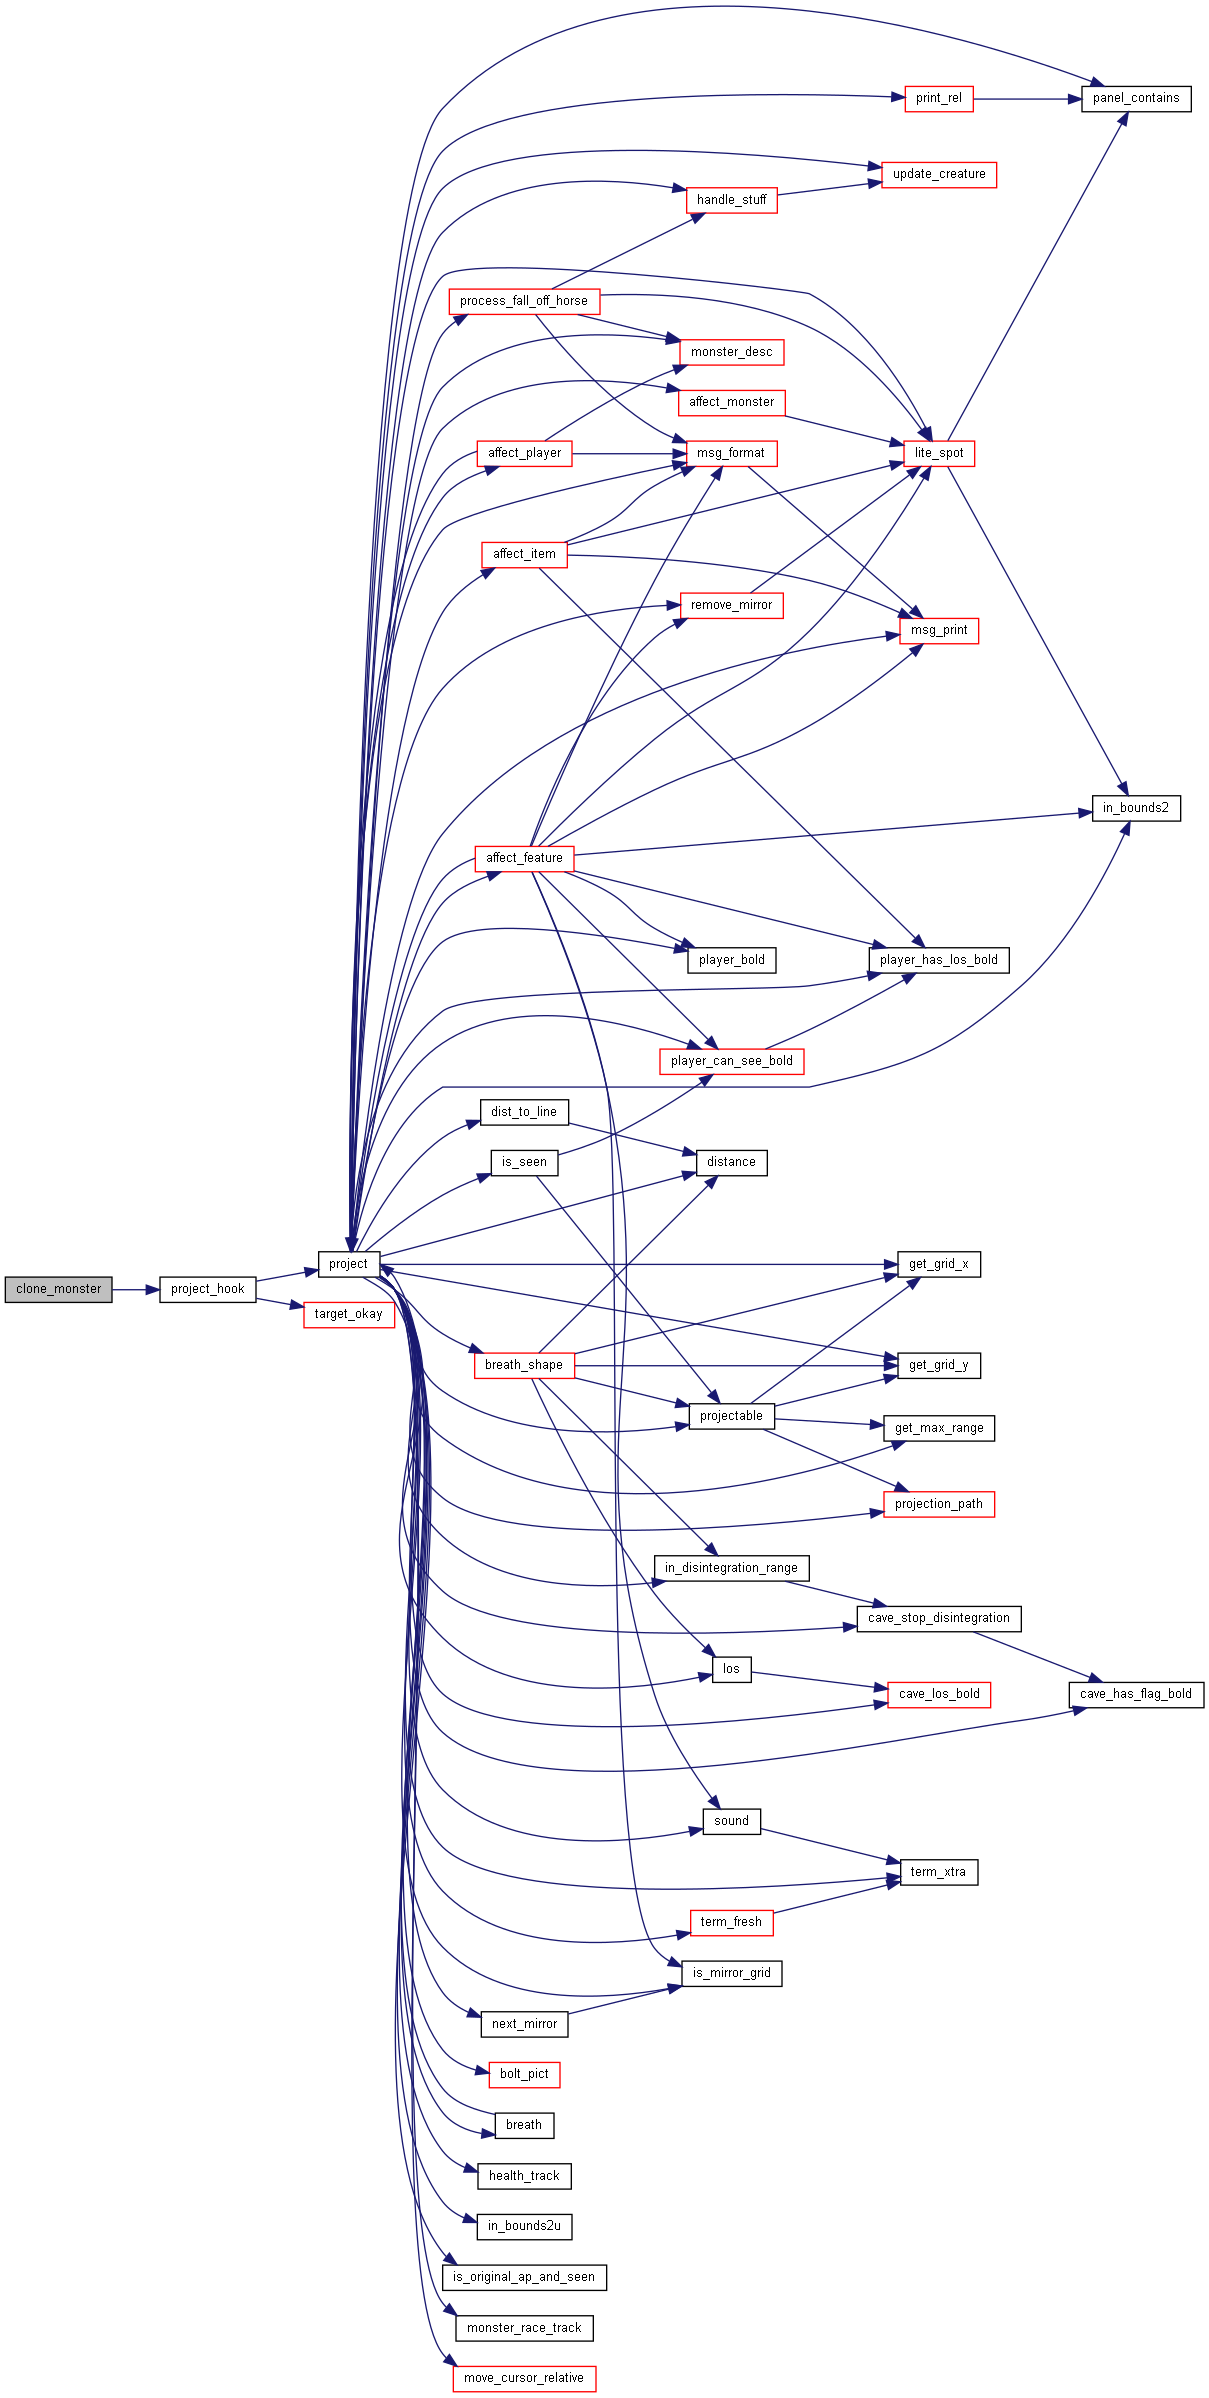 panel_contains
print_rel
update_creature
handle_stuff
process_fall_off_horse
monster_desc
affect_monster
affect_player
msg_format
lite_spot
affect_item
remove_mirror
msg_print
in_bounds2
affect_feature
player_bold
player_has_los_bold
player_can_see_bold
dist_to_line
is_seen
distance
project
get_grid_x
clone_monster
project_hook
target_okay
breath_shape
get_grid_y
projectable
get_max_range
projection_path
in_disintegration_range
cave_stop_disintegration
los
cave_los_bold
cave_has_flag_bold
sound
term_xtra
term_fresh
is_mirror_grid
next_mirror
bolt_pict
breath
health_track
in_bounds2u
is_original_ap_and_seen
monster_race_track
move_cursor_relative